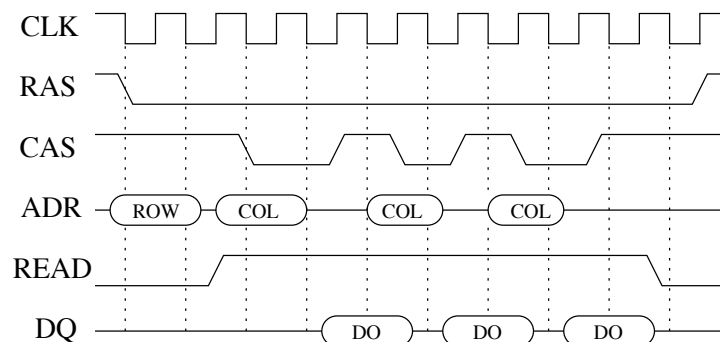 CLK
RAS
CAS
ADR ROW COL COL COL
READ
DQ DO DO DO